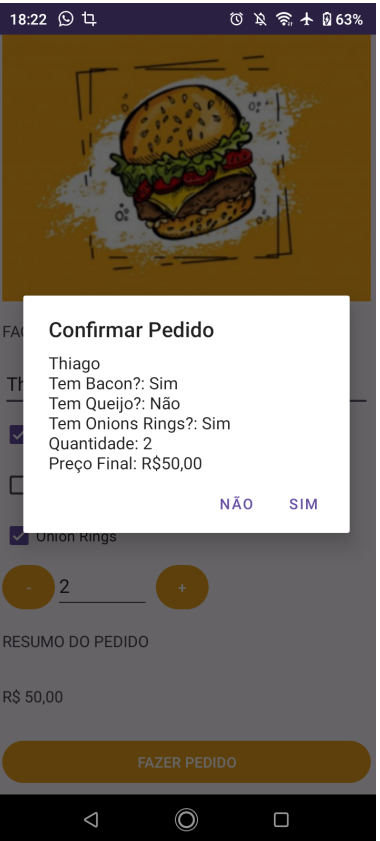 18:22
63%
FA
Confirmar Pedido
Thiago
Th
Tem Bacon?: Sim
Tem Queijo?: Não
Tem Onions Rings?: Sim
Quantidade: 2
Preço Final: R$50,00
NÃO SIM
Onion Rings
- 2 +
RESUMO DO PEDIDO
R$ 50,00
FAZER PEDIDO